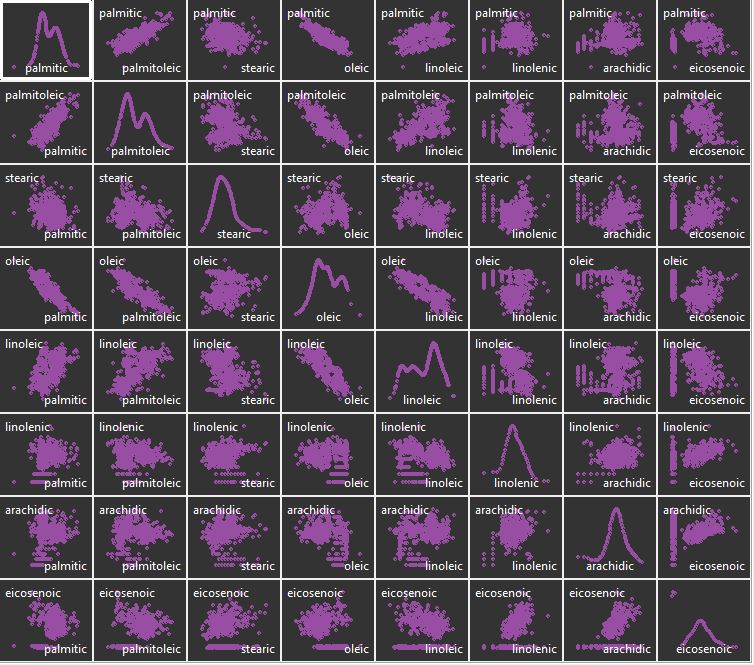 palmitic palmitic palmitic palmitic palmitic palmitic palmitic
palmitic palmitoleic stearic oleic linoleic linolenic arachidic eicosenoic
palmitoleic palmitoleic palmitoleic palmitoleic palmitoleic palmitoleic palmitoleic
palmitic palmitoleic stearic oleic linoleic linolenic arachidic eicosenoic
stearic stearic stearic stearic stearic stearic stearic
palmitic palmitoleic stearic oleic linoleic linolenic arachidic eicosenoic
oleic oleic oleic oleic oleic oleic oleic
palmitic palmitoleic stearic oleic linoleic linolenic arachidic eicosenoic
linoleic linoleic linoleic linoleic linoleic linoleic linoleic
palmitic palmitoleic stearic oleic linoleic linolenic arachidic eicosenoic
linolenic linolenic linolenic linolenic linolenic linolenic linolenic
palmitic palmitoleic stearic oleic linoleic linolenic arachidic eicosenoic
arachidic arachidic arachidic arachidic arachidic arachidic arachidic
palmitic palmitoleic stearic oleic linoleic linolenic arachidic eicosenoic
eicosenoic eicosenoic eicosenoic eicosenoic eicosenoic eicosenoic eicosenoic
palmitic palmitoleic stearic oleic linoleic linolenic arachidic eicosenoic